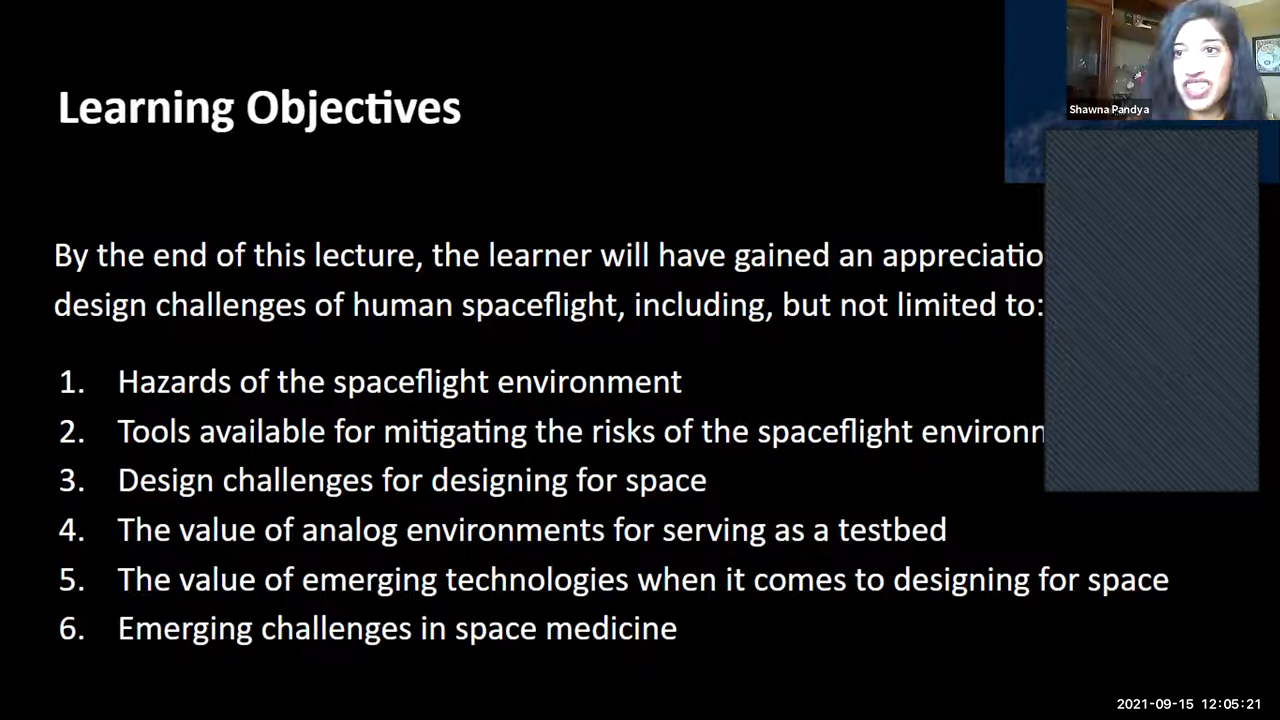 Shawna Pandya
Learning Objectives
By the end of this lecture, the learner will have gained an
design challenges of human spaceflight, including, but not limited to:
1. Hazards of the spaceflight environment
2. Tools available for mitigating the risks of the spaceflight
3. Design challenges for designing for space
4. The value of analog environments for serving as a testbed
5. The value of emerging technologies when it comes to designing for space
6. Emerging challenges in space medicine
2021-09-15 12:05:21